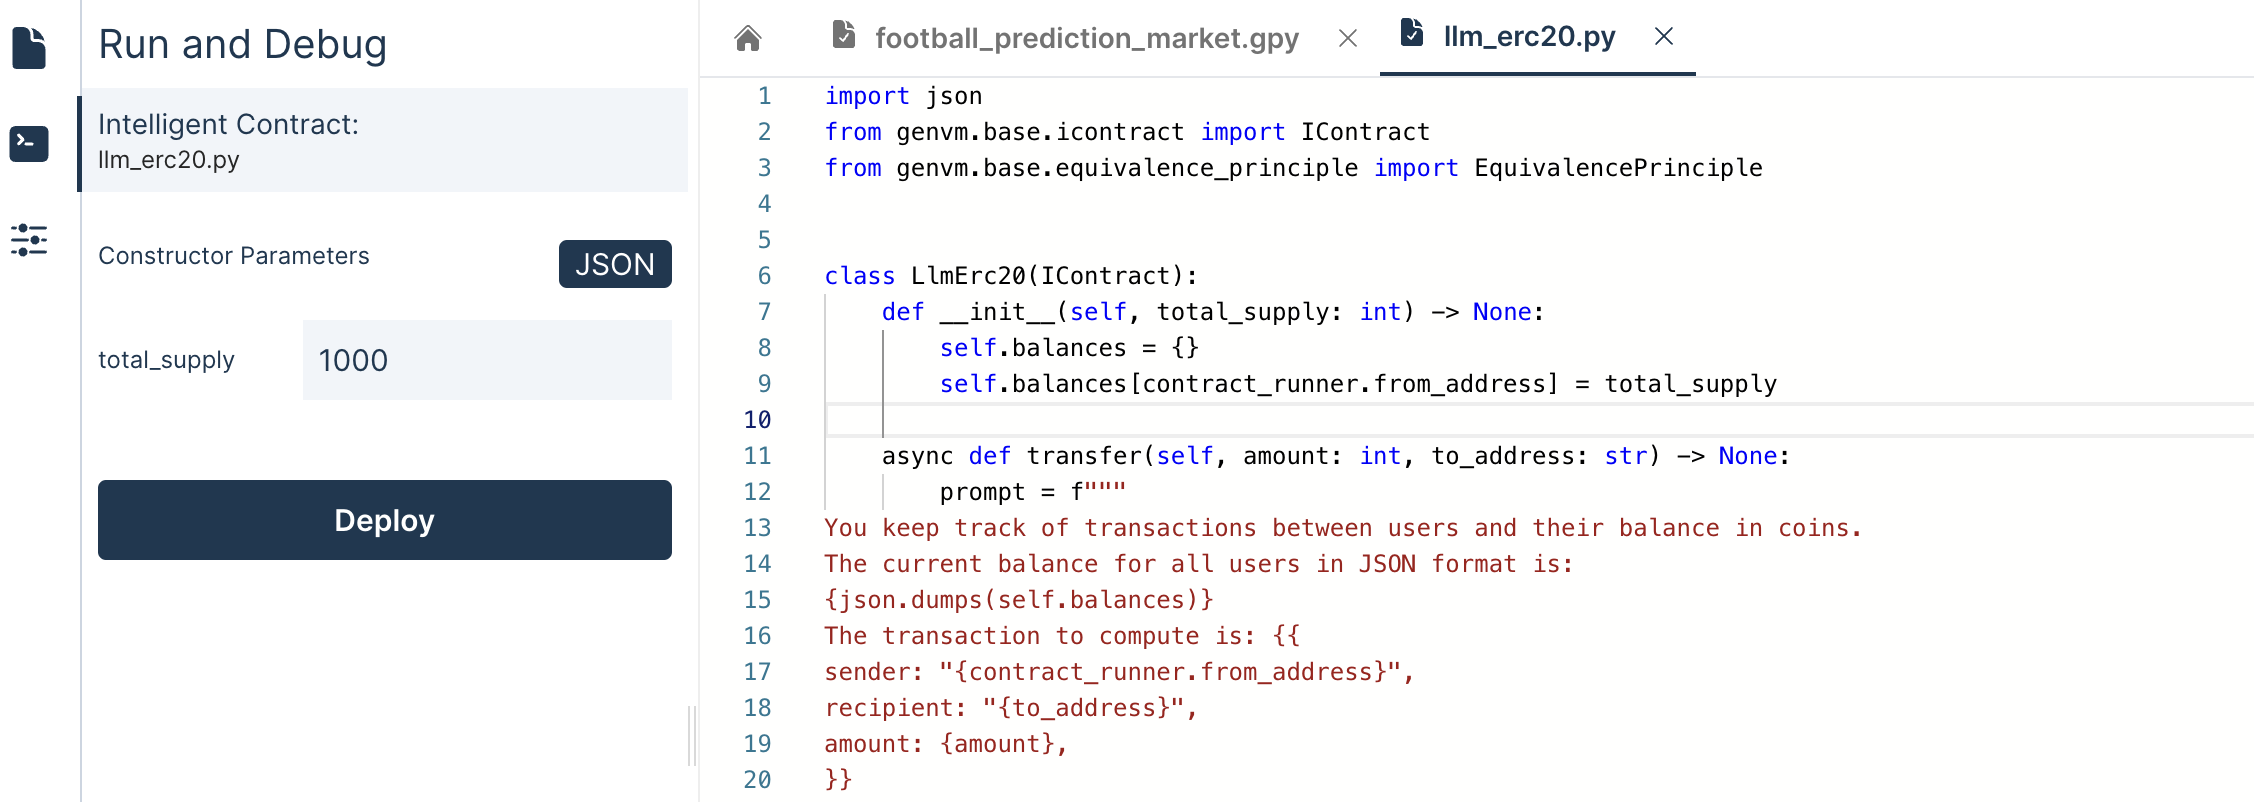 Run and Debug
Intelligent Contract:
llm_erc20.py
Constructor Parameters
JSON
total_supply
1000
Deploy
football_prediction_market.gpy
llm_erc20.py
1 import json
2 from genvm.base.icontract import IContract
3 from genvm.base.equivalence_principle import EquivalencePrinciple
4
5
6 class LlmErc20(IContract):
7     def __init__(self, total_supply: int) -> None:
8         self.balances = {}
9         self.balances[contract_runner.from_address] = total_supply
10
11     async def transfer(self, amount: int, to_address: str) -> None:
12         prompt = f"""
13 You keep track of transactions between users and their balance in coins.
14 The current balance for all users in JSON format is:
15 {json.dumps(self.balances)}
16 The transaction to compute is: {{
17 sender: "{contract_runner.from_address}",
18 recipient: "{to_address}",
19 amount: {amount},
20 }}